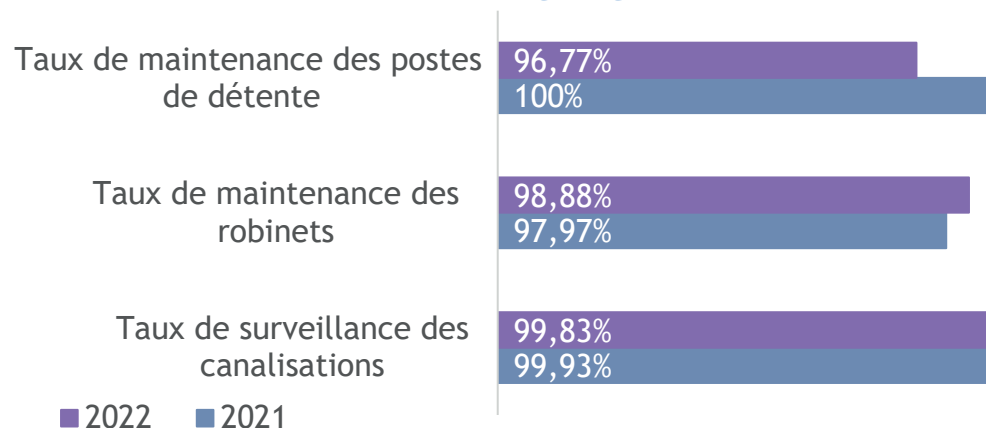 Taux de maintenance des postes
de détente
96,77%
100%
Taux de maintenance des
robinets
98,88%
97,97%
Taux de surveillance des
canalisations
99,83%
99,93%
2022 2021